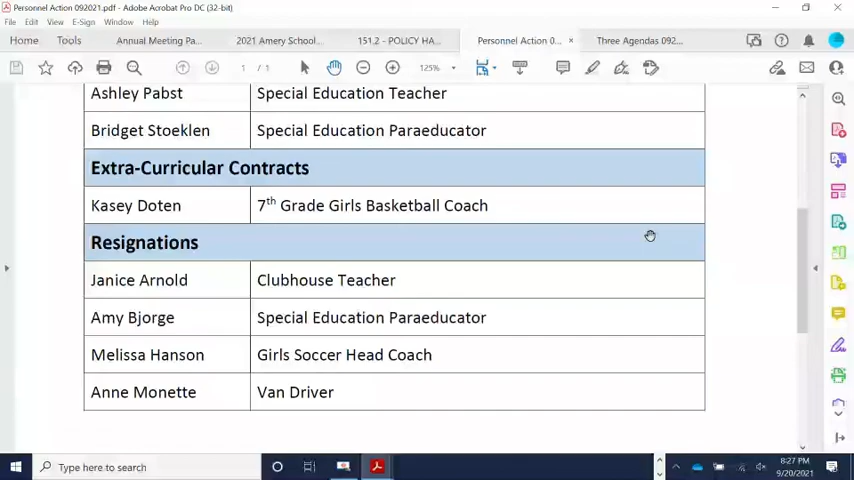 Personnel Action 092021.pdf - Adobe Acrobat Pro DC (32-bit)
File Edit View E-Sign Window Help
Home Tools Annual Meeting Pa... 2021 Amery School... 151.2 - POLICY HA... Personnel Action 0... × Three Agendas 092...
1 / 1 125%
Ashley Pabst Special Education Teacher
Bridget Stoeklen Special Education Paraeducator
Extra-Curricular Contracts
Kasey Doten 7th Grade Girls Basketball Coach
Resignations
Janice Arnold Clubhouse Teacher
Amy Bjorge Special Education Paraeducator
Melissa Hanson Girls Soccer Head Coach
Anne Monette Van Driver
Type here to search
8:27 PM
9/20/2021